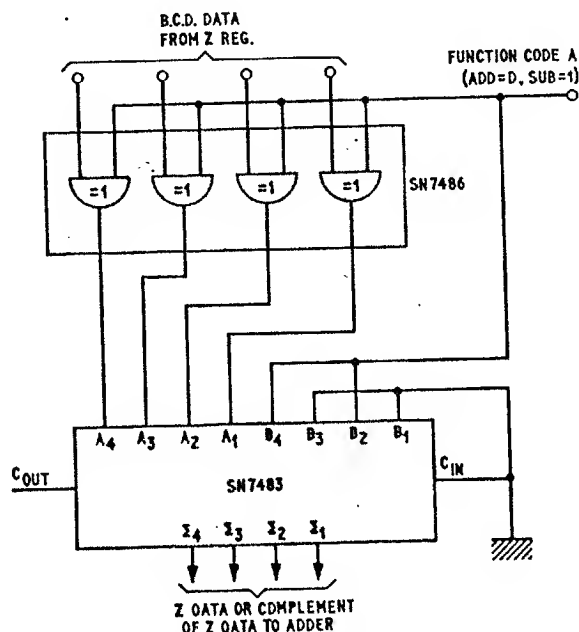 B.C.D. DATA
FROM Z REG.
FUNCTION CODE A
(ADD=D, SUB=1)
=1 =1 =1 =1
SN7486
A4 A3 A2 A1 B4 B3 B2 B1
COUT
SN7483
CIN
Σ4 Σ3 Σ2 Σ1
Z DATA OR COMPLEMENT
OF Z DATA TO ADDER